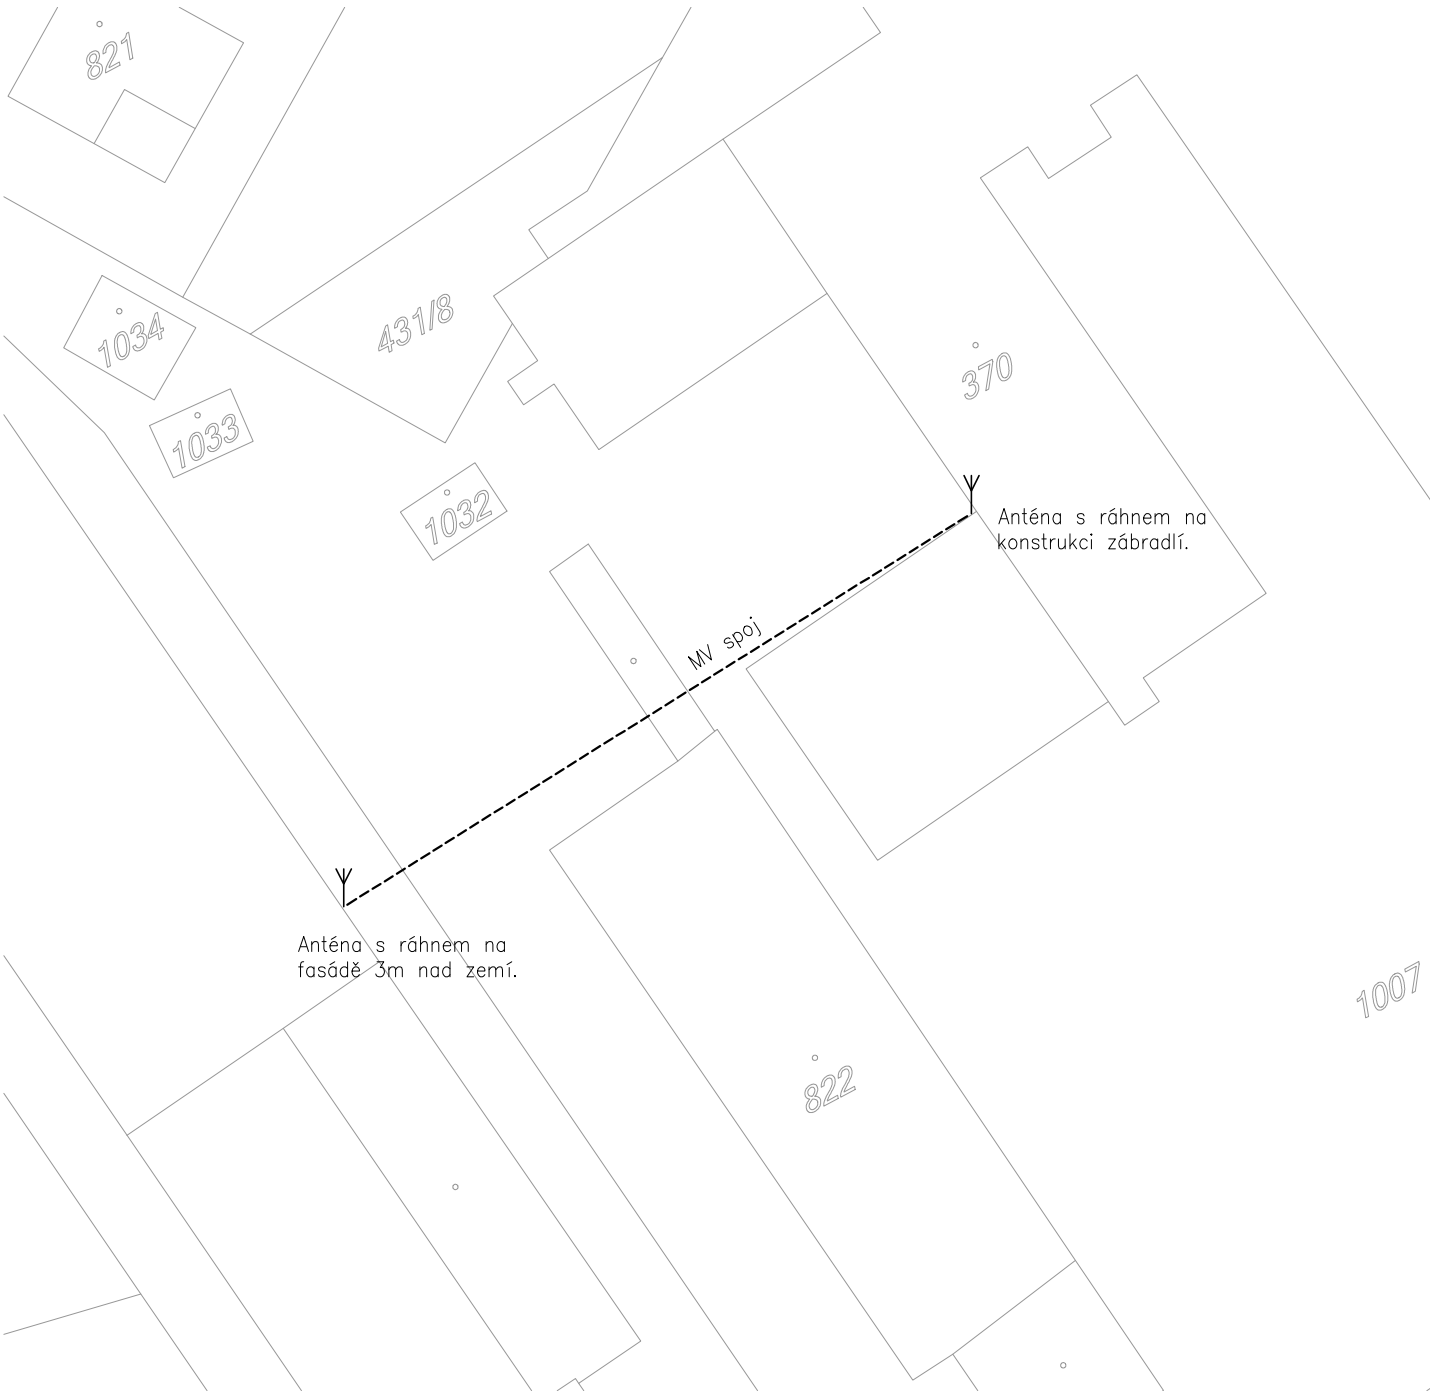 821
431/8
1034
370
1033
1032
Anténa s ráhnem na
konstrukci zábradlí.
MV spoj
Anténa s ráhnem na
fasádě 3m nad zemí.
1007
822